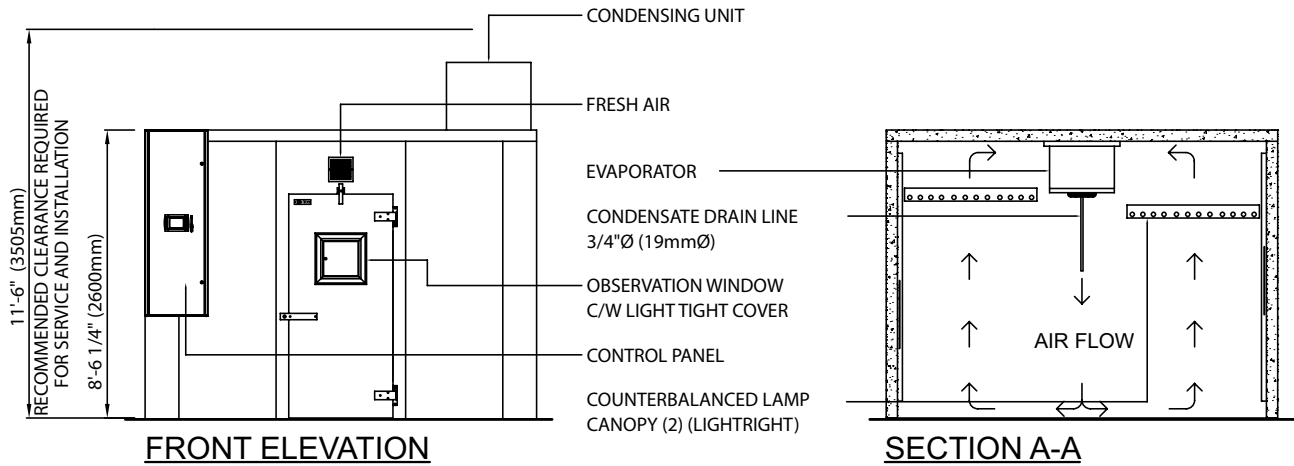 CONDENSING UNIT
FRESH AIR
EVAPORATOR
CONDENSATE DRAIN LINE
3/4"Ø (19mmØ)
OBSERVATION WINDOW
C/W LIGHT TIGHT COVER
CONTROL PANEL
COUNTERBALANCED LAMP
CANOPY (2) (LIGHTRIGHT)
11'-6" (3505mm)
RECOMMENDED CLEARANCE REQUIRED
FOR SERVICE AND INSTALLATION
8'-6 1/4" (2600mm)
AIR FLOW
FRONT ELEVATION
SECTION A-A